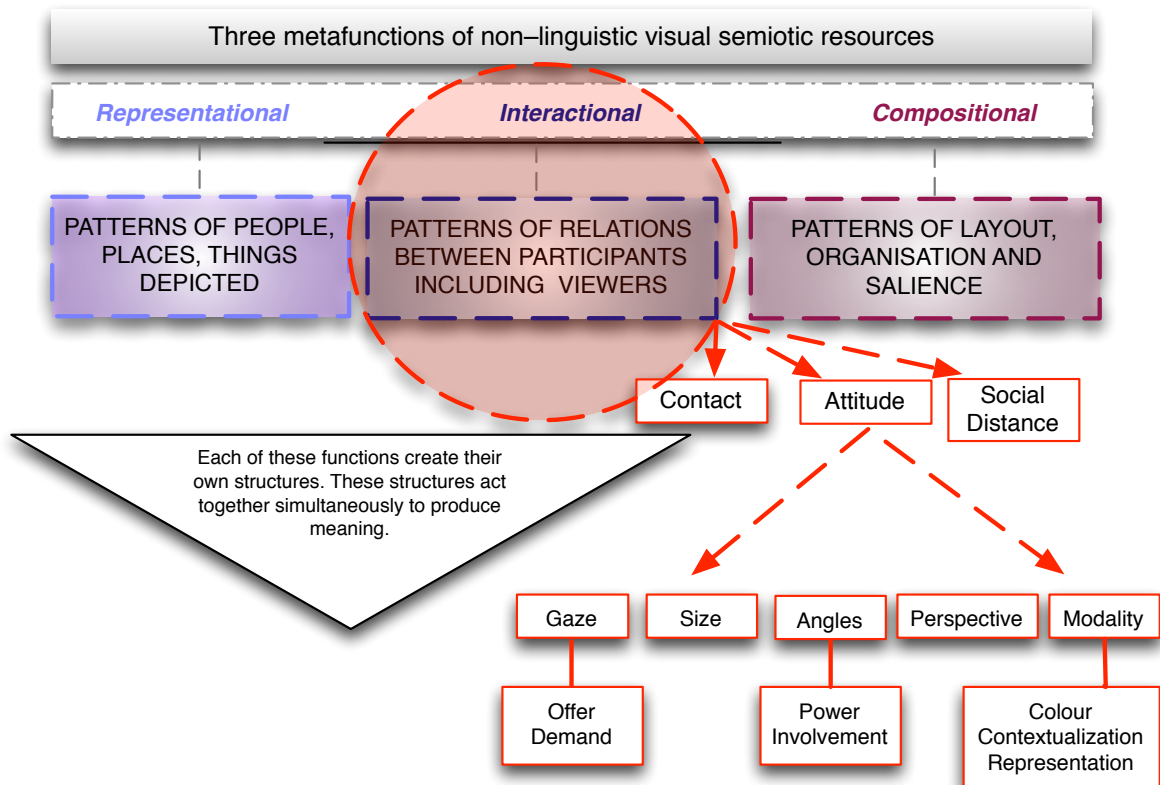 Three metafunctions of non–linguistic visual semiotic resources
Representational
Interactional
Compositional
PATTERNS OF PEOPLE,
PLACES, THINGS
DEPICTED
PATTERNS OF RELATIONS
BETWEEN PARTICIPANTS
INCLUDING VIEWERS
PATTERNS OF LAYOUT,
ORGANISATION AND
SALIENCE
Contact
Attitude
Social
Distance
Each of these functions create their
own structures. These structures act
together simultaneously to produce
meaning.
Gaze
Size
Angles
Perspective
Modality
Offer
Demand
Power
Involvement
Colour
Contextualization
Representation